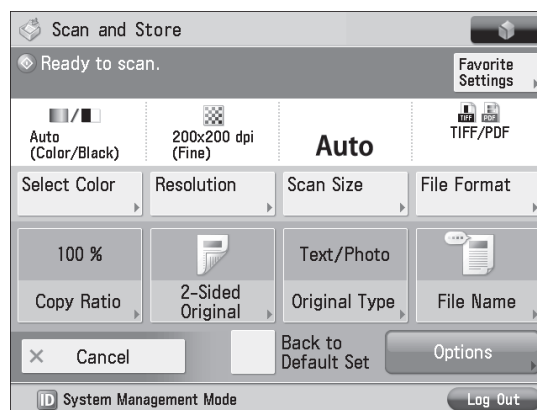 Scan and Store
Ready to scan.
Favorite
Settings
Auto
(Color/Black)
200x200 dpi
(Fine)
Auto
TIFF PDF
TIFF/PDF
Select Color
Resolution
Scan Size
File Format
100 %
Copy Ratio
2-Sided
Original
Text/Photo
Original Type
File Name
Cancel
Back to
Default Set
Options
ID System Management Mode
Log Out